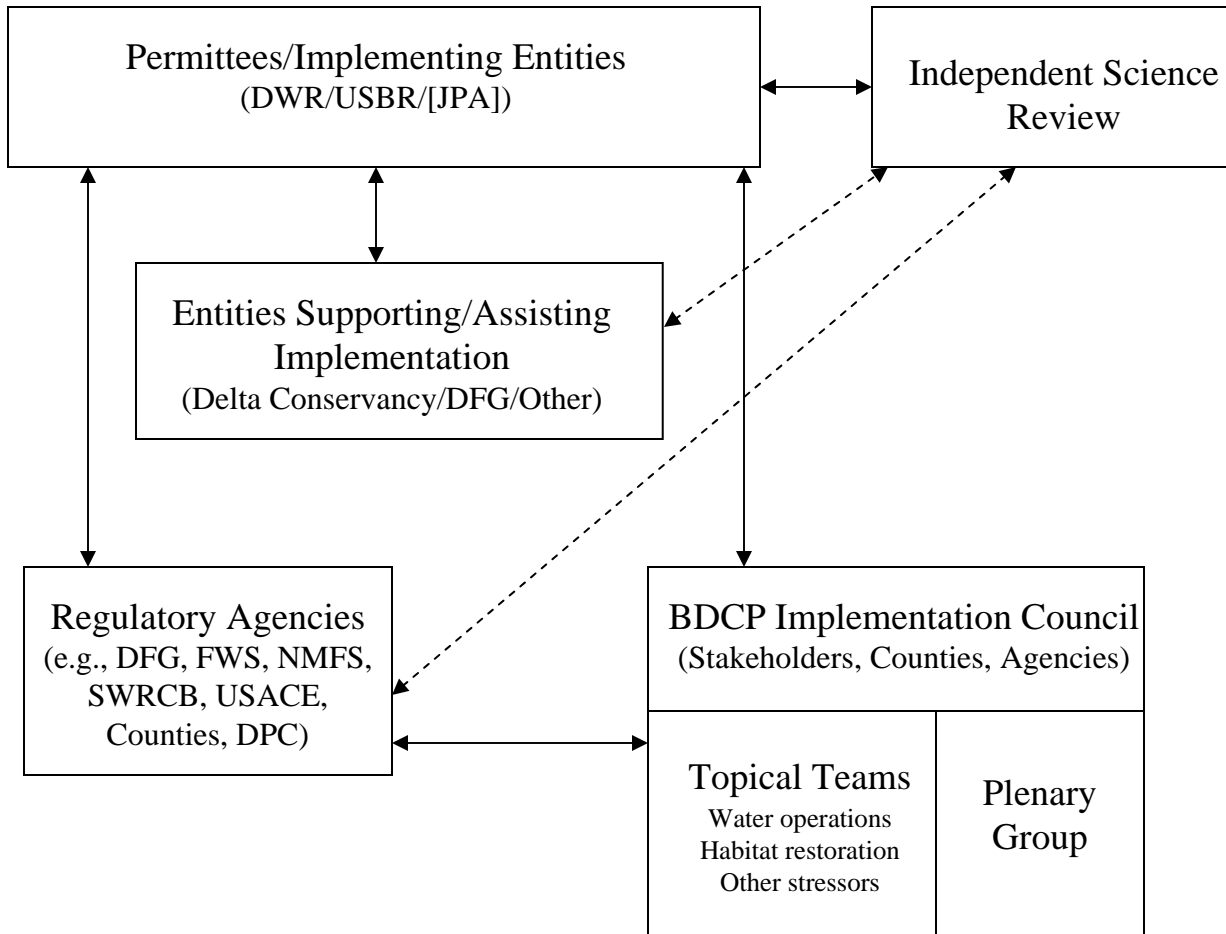 Permittees/Implementing Entities
(DWR/USBR/[JPA])
Independent Science
Review
Entities Supporting/Assisting
Implementation
(Delta Conservancy/DFG/Other)
Regulatory Agencies
(e.g., DFG, FWS, NMFS,
SWRCB, USACE,
Counties, DPC)
BDCP Implementation Council
(Stakeholders, Counties, Agencies)
Topical Teams
Water operations
Habitat restoration
Other stressors
Plenary
Group